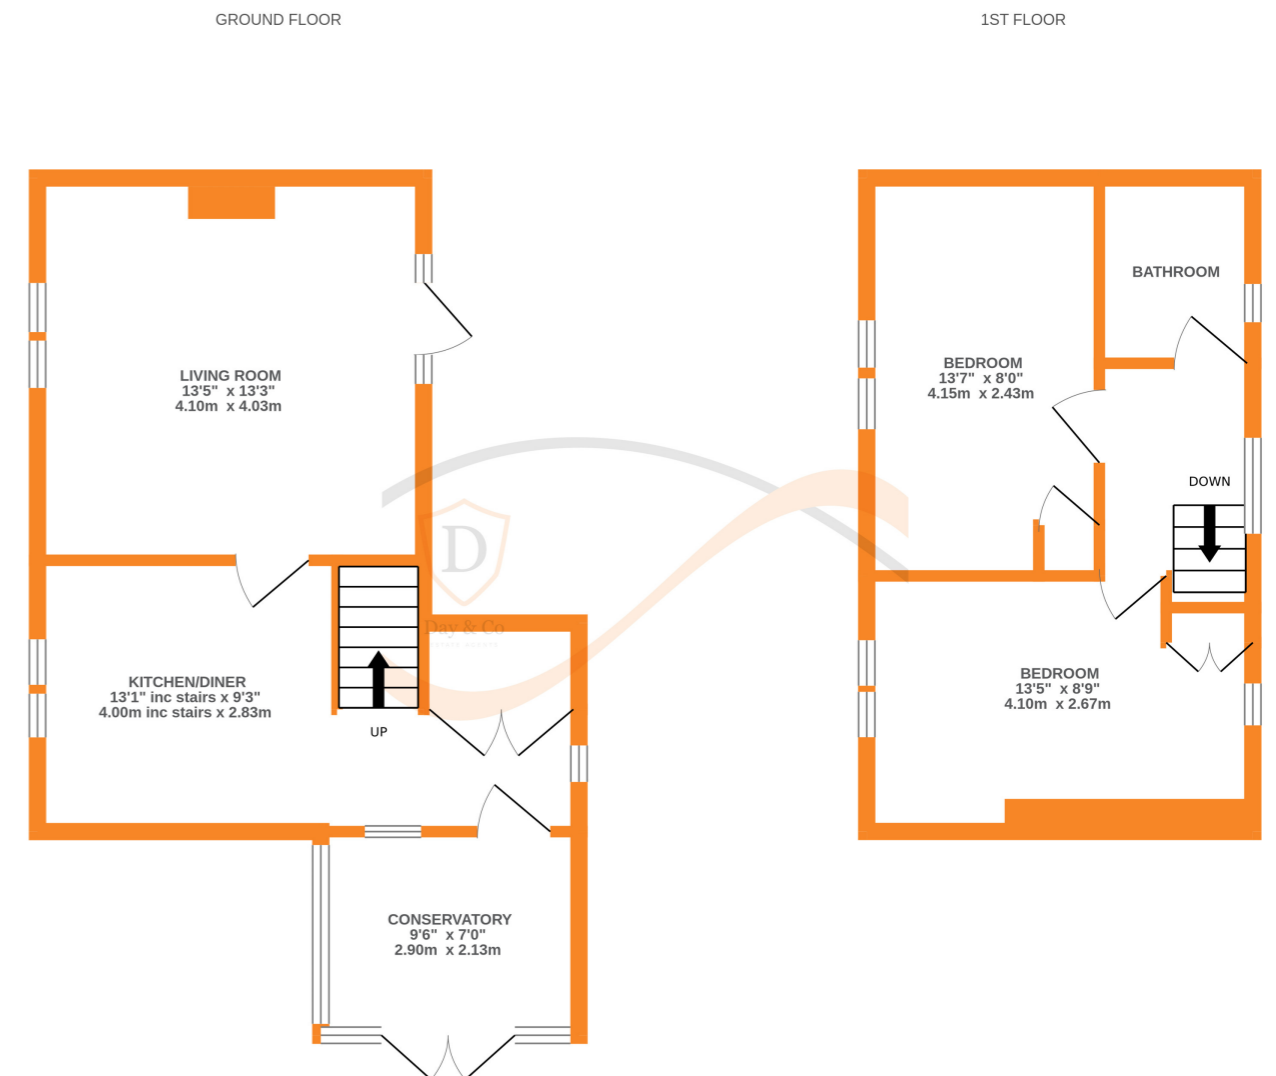 GROUND FLOOR
1ST FLOOR
LIVING ROOM
13'5" x 13'3"
4.10m x 4.03m
KITCHEN/DINER
13'1" inc stairs x 9'3"
4.00m inc stairs x 2.83m
UP
CONSERVATORY
9'6" x 7'0"
2.90m x 2.13m
D
Day & Co
ESTATE AGENTS
BATHROOM
BEDROOM
13'7" x 8'0"
4.15m x 2.43m
DOWN
BEDROOM
13'5" x 8'9"
4.10m x 2.67m